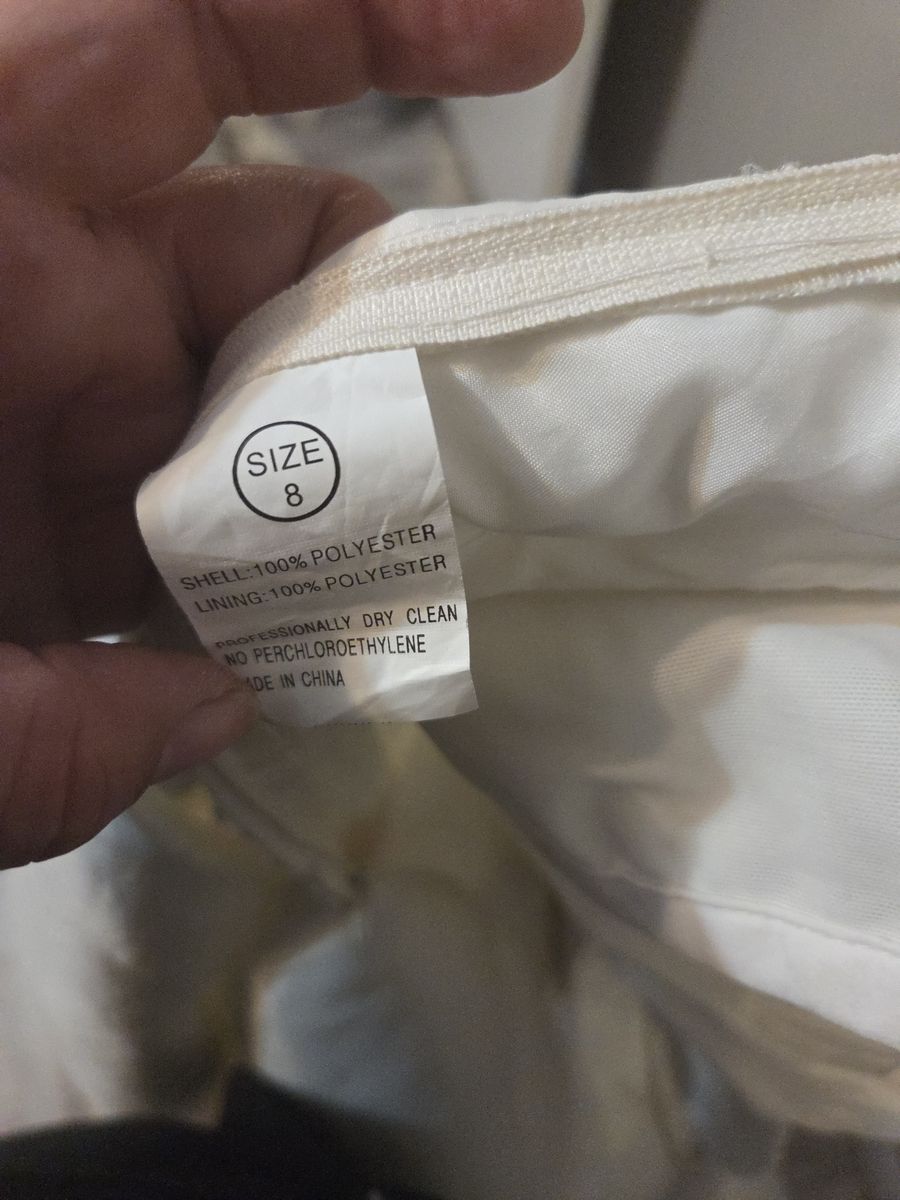 SIZE
8
SHELL:100% POLYESTER
LINING:100% POLYESTER
PROFESSIONALLY DRY CLEAN
NO PERCHLOROETHYLENE
ADE IN CHINA